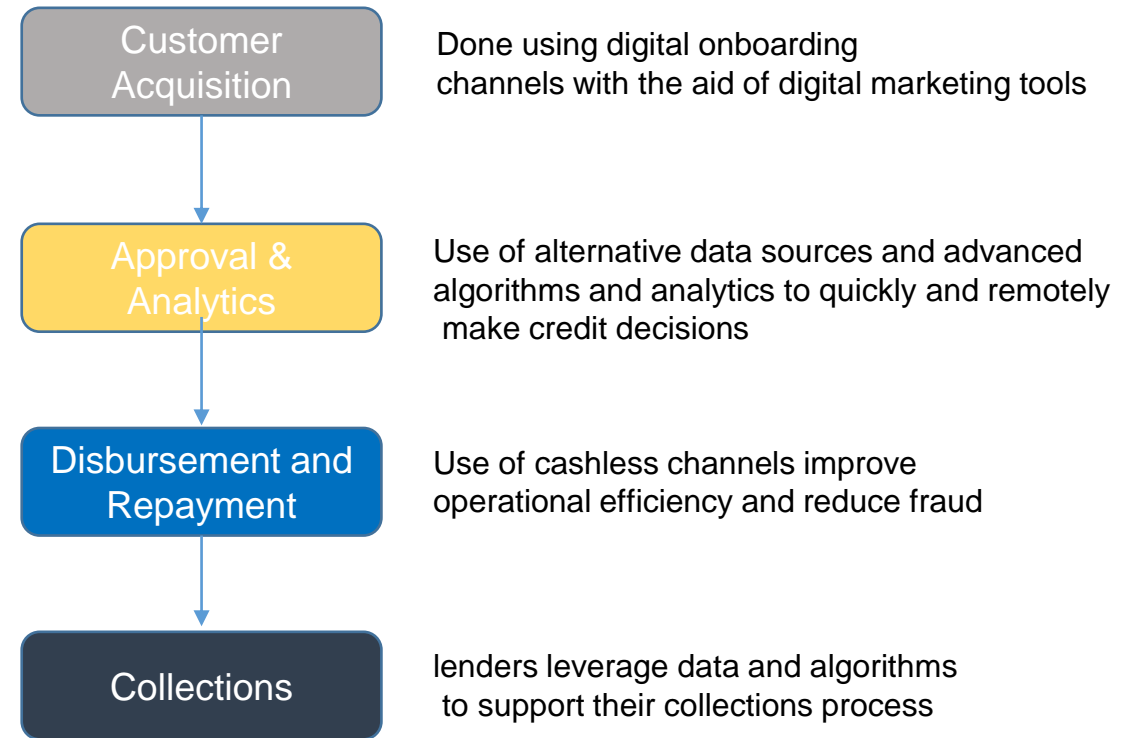 Customer
Acquisition
Done using digital onboarding
channels with the aid of digital marketing tools
Approval &
Analytics
Use of alternative data sources and advanced
algorithms and analytics to quickly and remotely
make credit decisions
Disbursement and
Repayment
Use of cashless channels improve
operational efficiency and reduce fraud
Collections
lenders leverage data and algorithms
to support their collections process